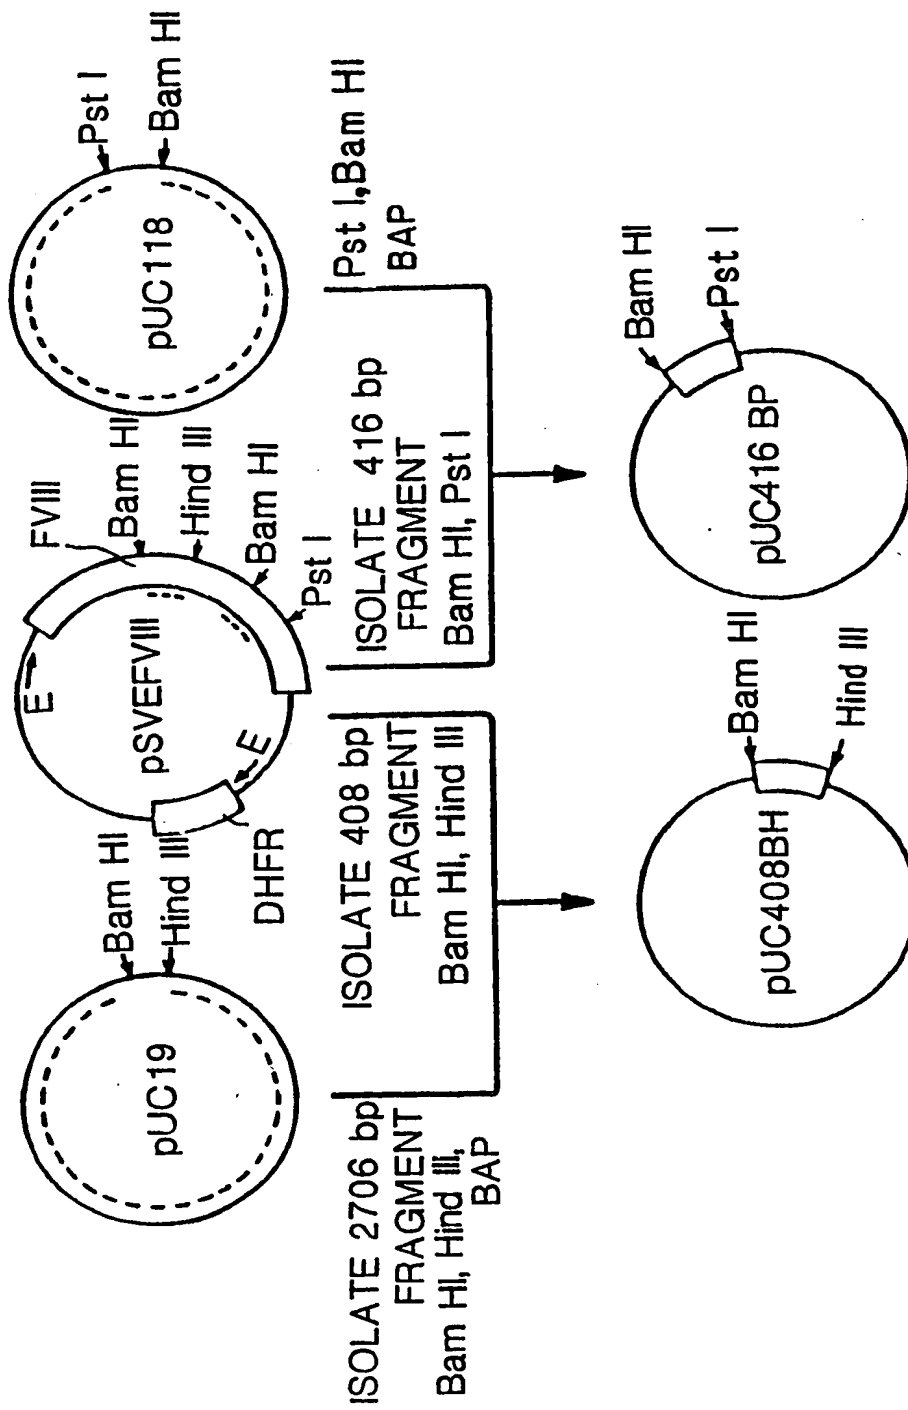 pUC19
Bam HI
Hind III
pSVEFVIII
E
E
FVIII
DHFR
Bam HI
Hind III
Bam HI
Pst I
pUC118
Pst I
Bam HI
ISOLATE 2706 bp
FRAGMENT
Bam HI, Hind III,
BAP
ISOLATE 408 bp
FRAGMENT
Bam HI, Hind III
ISOLATE 416 bp
FRAGMENT
Bam HI, Pst I
Pst I, Bam HI
BAP
pUC408BH
Bam HI
Hind III
pUC416 BP
Bam HI
Pst I